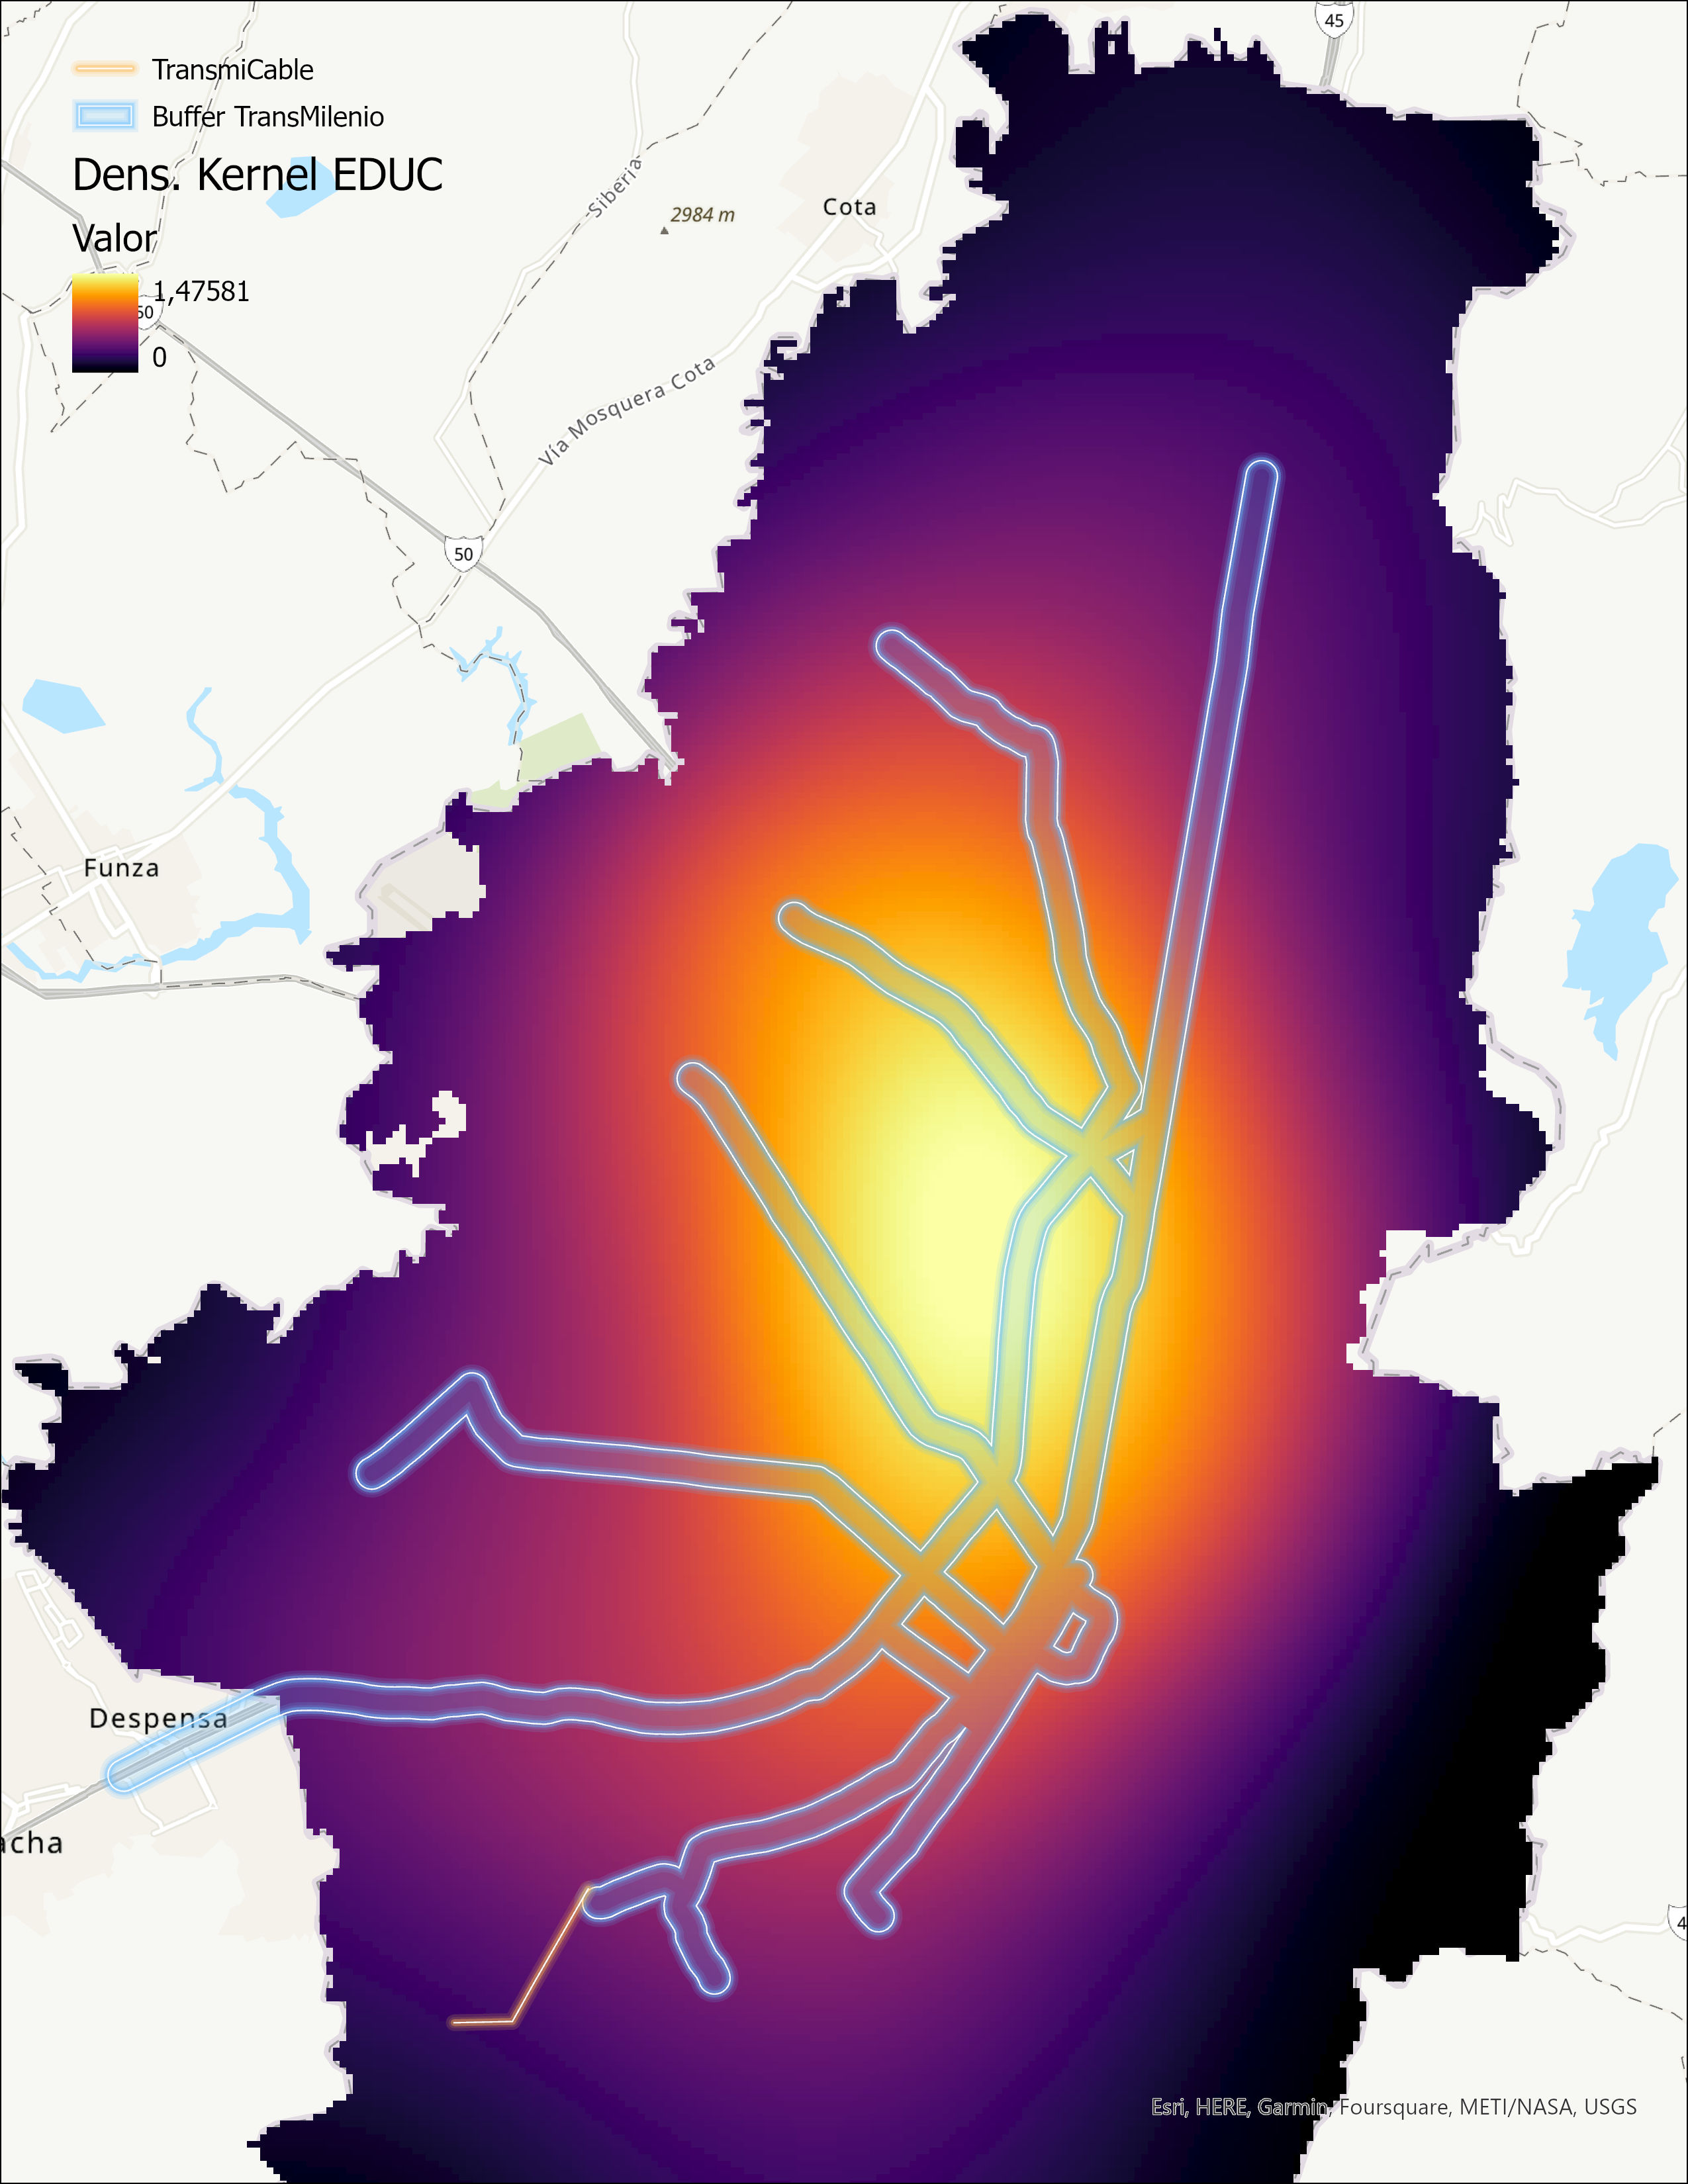 45
TransmiCable
Buffer TransMilenio
Dens. Kernel EDUC
Siberia
Cota
2984 m
Valor
1,47581
50
0
Vía Mosquera Cota
50
Funza
Despensa
acha
4
Esri, HERE, Garmin, Foursquare, METI/NASA, USGS